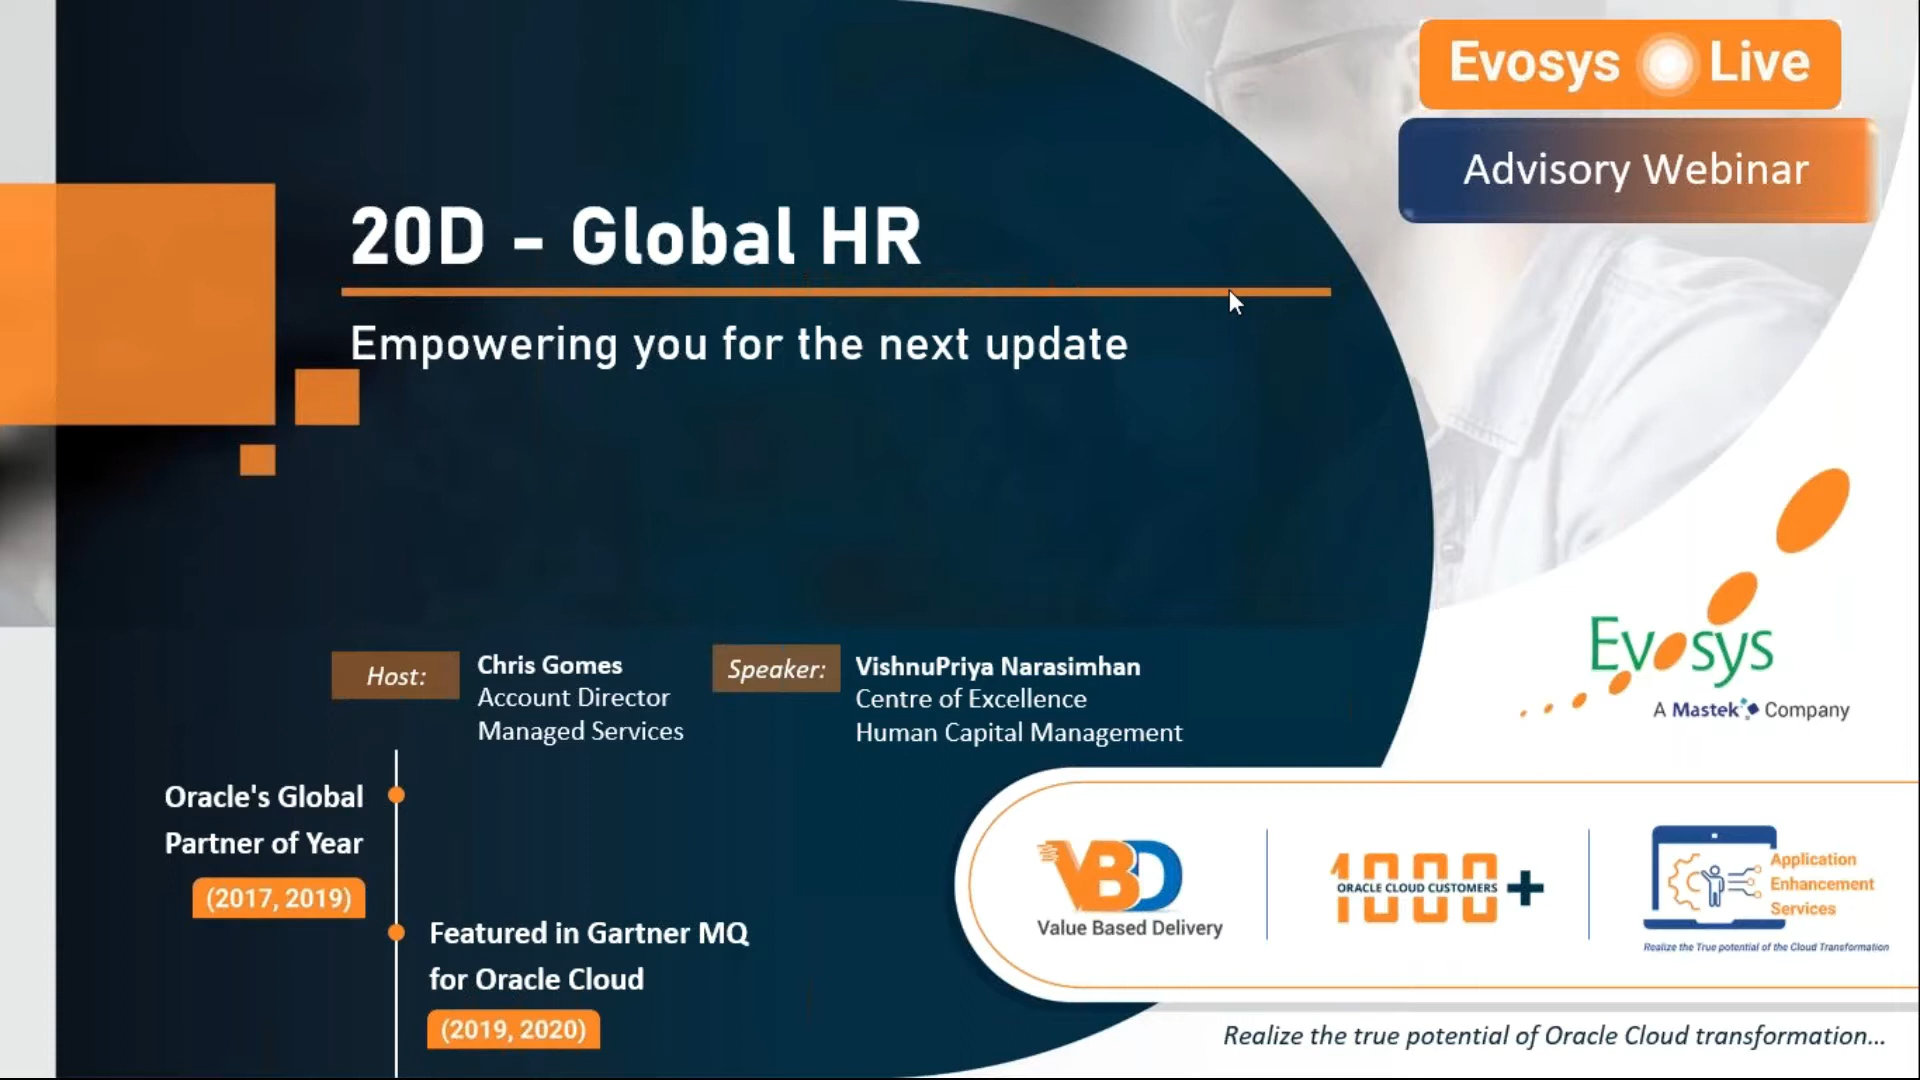 Evosys Live
Advisory Webinar
20D - Global HR
Empowering you for the next update
Host:
Chris Gomes
Account Director
Managed Services
Speaker:
VishnuPriya Narasimhan
Centre of Excellence
Human Capital Management
Evosys
A Mastek Company
Oracle's Global
Partner of Year
(2017, 2019)
Featured in Gartner MQ
for Oracle Cloud
(2019, 2020)
VBD
Value Based Delivery
1000+
ORACLE CLOUD CUSTOMERS
Application
Enhancement
Services
Realize the True potential of the Cloud Transformation
Realize the true potential of Oracle Cloud transformation...